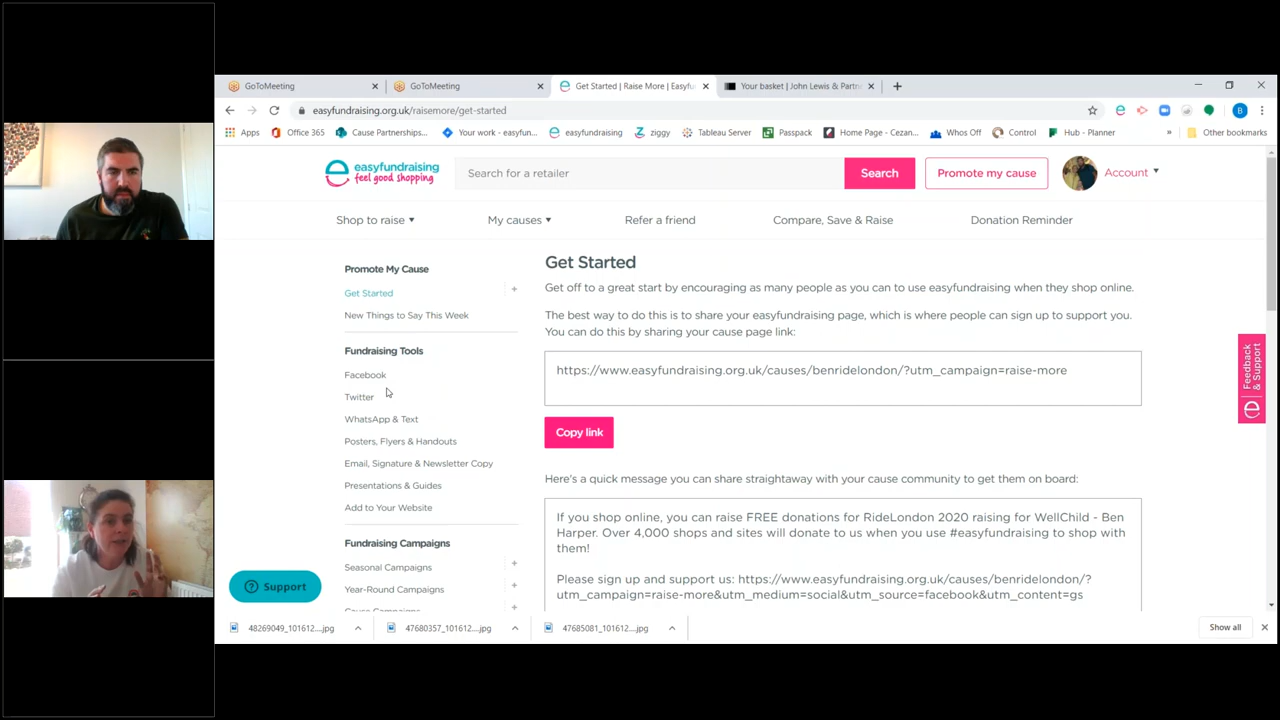 GoToMeeting
GoToMeeting
Get Started | Raise More | Easyfu
Your basket | John Lewis & Partn
easyfundraising.org.uk/raisemore/get-started
B
Apps
Office 365
Cause Partnerships...
Your work - easyfun...
easyfundraising
ziggy
Tableau Server
Passpack
Home Page - Cezan...
Whos Off
Control
Hub - Planner
»
Other bookmarks
easyfundraising
feel good shopping
Search for a retailer
Search
Promote my cause
Account
Shop to raise
My causes
Refer a friend
Compare, Save & Raise
Donation Reminder
Promote My Cause
Get Started
New Things to Say This Week
Fundraising Tools
Facebook
Twitter
WhatsApp & Text
Posters, Flyers & Handouts
Email, Signature & Newsletter Copy
Presentations & Guides
Add to Your Website
Fundraising Campaigns
Seasonal Campaigns
Year-Round Campaigns
Cause Campaigns
Get Started
Get off to a great start by encouraging as many people as you can to use easyfundraising when they shop online.
The best way to do this is to share your easyfundraising page, which is where people can sign up to support you.
You can do this by sharing your cause page link:
https://www.easyfundraising.org.uk/causes/benridelondon/?utm_campaign=raise-more
Copy link
Here's a quick message you can share straightaway with your cause community to get them on board:
If you shop online, you can raise FREE donations for RideLondon 2020 raising for WellChild - Ben
Harper. Over 4,000 shops and sites will donate to us when you use #easyfundraising to shop with
them!
Please sign up and support us: https://www.easyfundraising.org.uk/causes/benridelondon/?
utm_campaign=raise-more&utm_medium=social&utm_source=facebook&utm_content=gs
Feedback
& Support
Support
48269049_101612....jpg
47680357_101612....jpg
47685081_101612....jpg
Show all